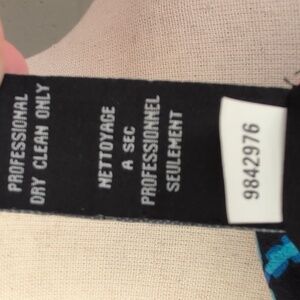 PROFESSIONAL
DRY CLEAN ONLY
NETTOYAGE
A SEC
PROFESSIONNEL
SEULEMENT
9842976